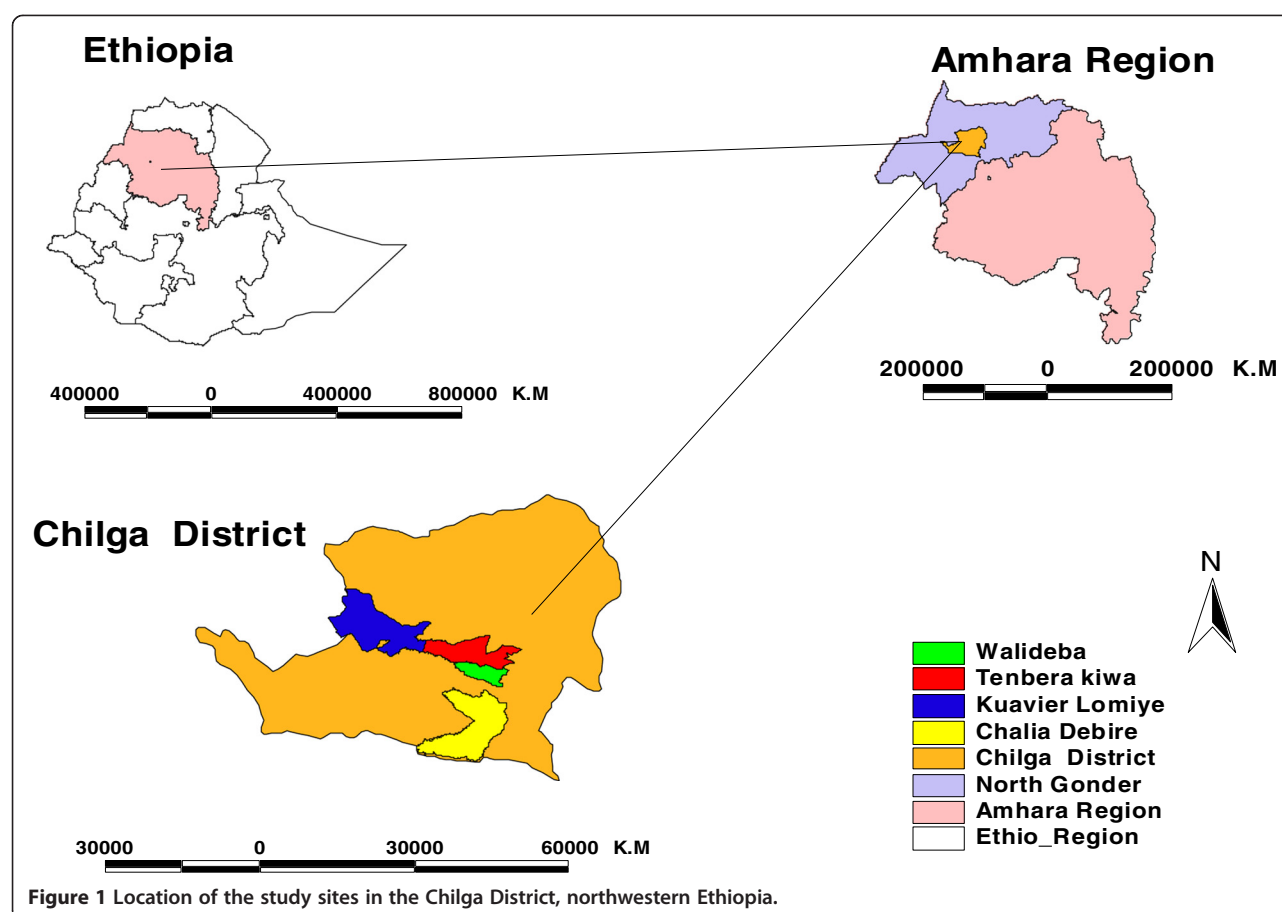 Ethiopia
Amhara Region
400000 0 400000 800000 K.M
200000 0 200000 K.M
Chilga District
N
Walideba
Tenbera kiwa
Kuavier Lomiye
Chalia Debire
Chilga District
North Gonder
Amhara Region
Ethio_Region
30000 0 30000 60000 K.M
Figure 1 Location of the study sites in the Chilga District, northwestern Ethiopia.